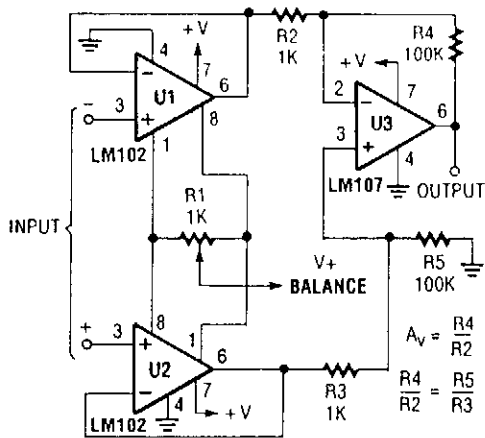 R2
1K
R4
100K
+V
4
7
−
U1
6
3
+
8
LM102
1
−
+V
2
−
7
U3
6
3
+
4
LM107
OUTPUT
INPUT
R1
1K
V+
BALANCE
R5
100K
+
3
8
+
1
6
U2
−
7
4
+V
LM102
R3
1K
Av = R4/R2
R4/R2 = R5/R3